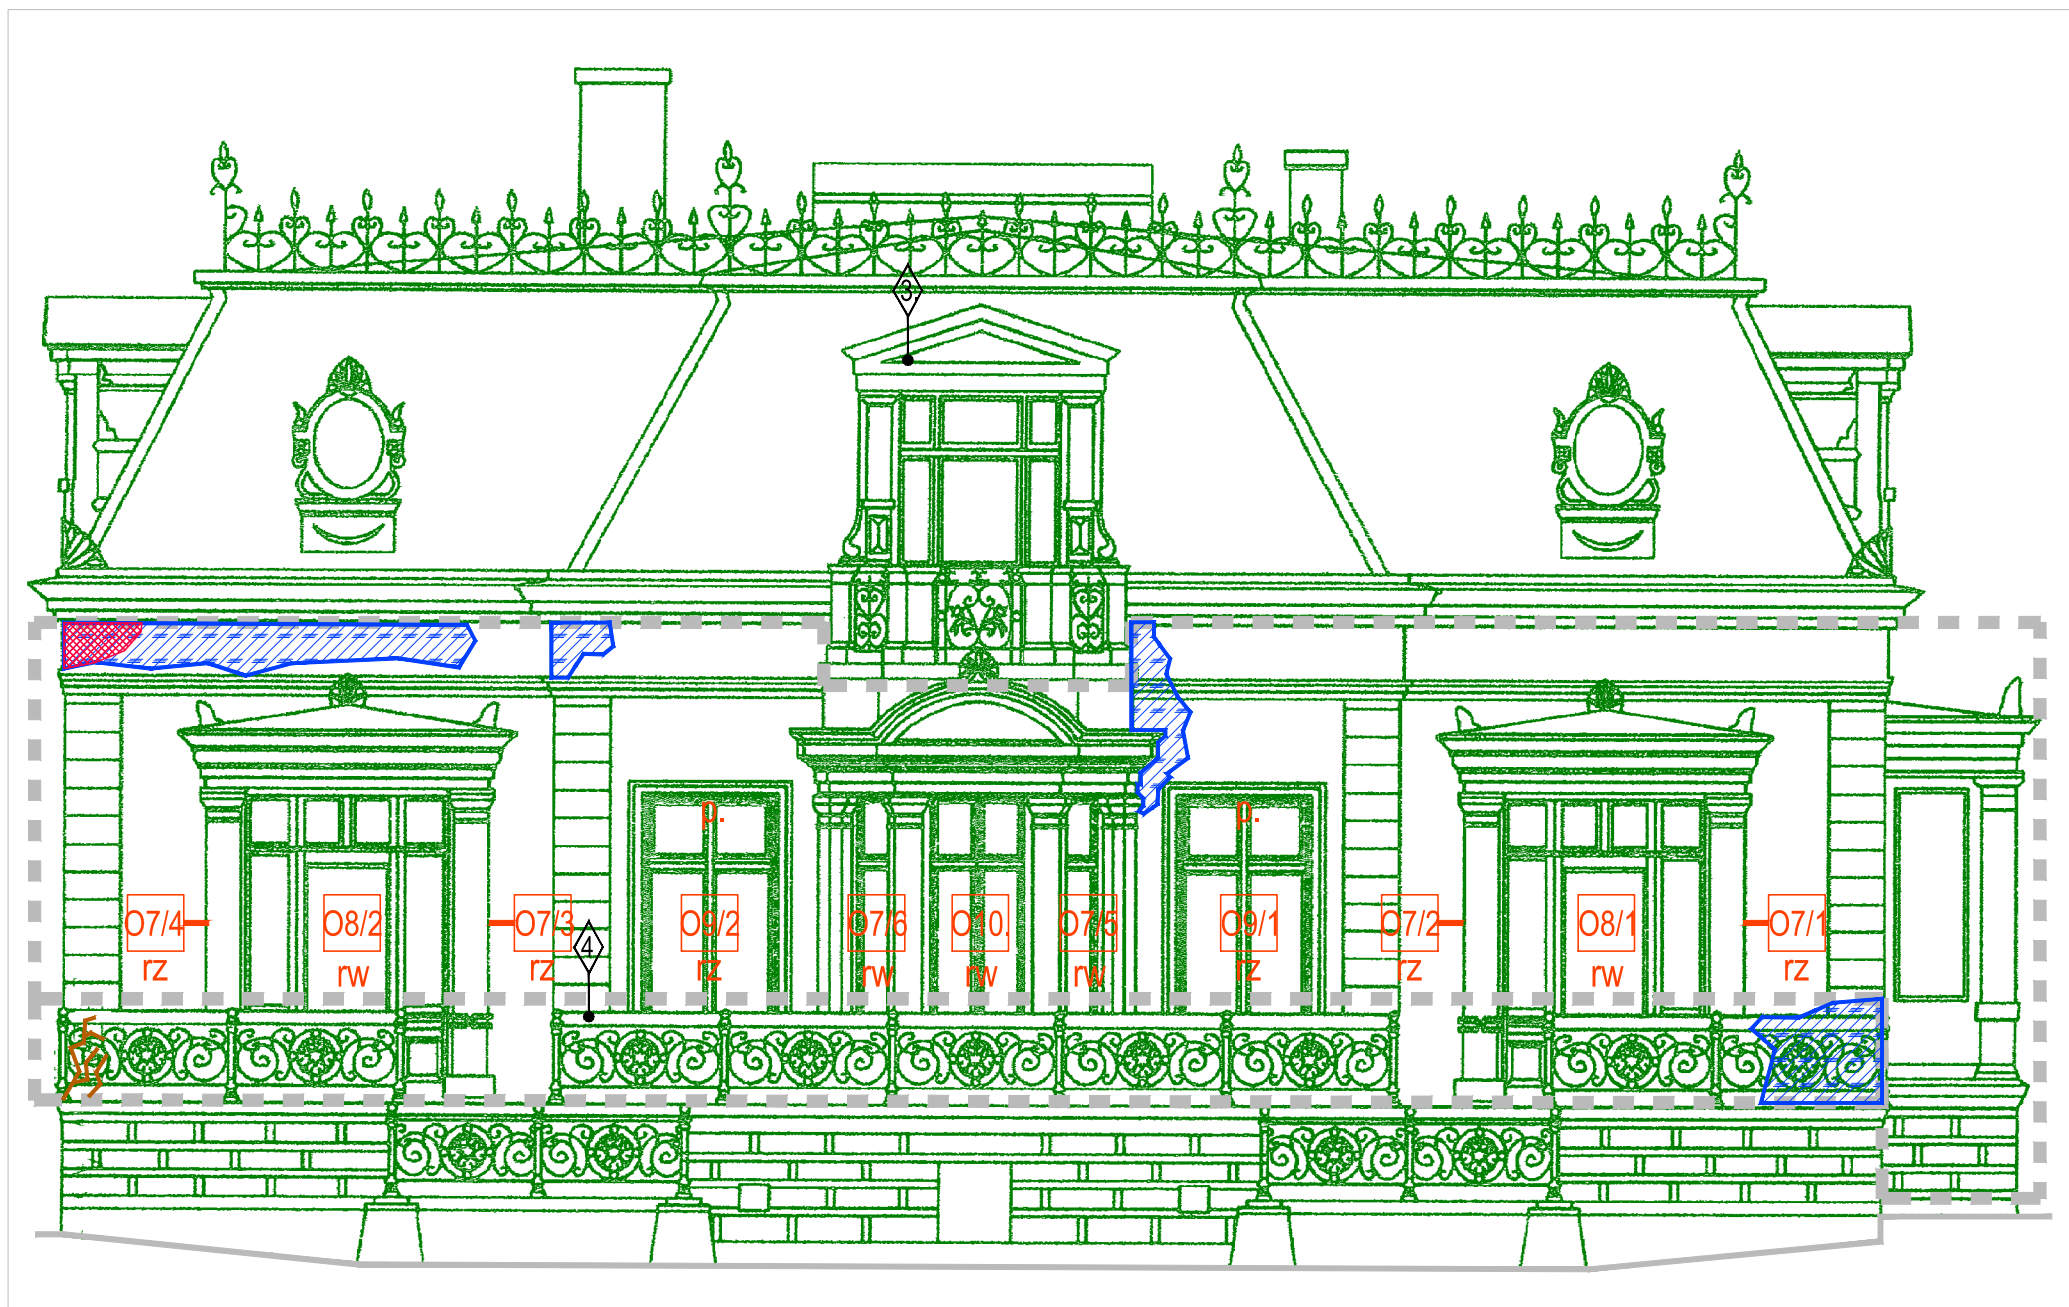 3.
p.
p.
O7/4
O8/2
O7/3
O9/2
O7/6
O10.
O7/5
O9/1
O7/2
O8/1
O7/1
4
rz
rw
rz
rz
rw
rw
rw
rz
rz
rw
rz